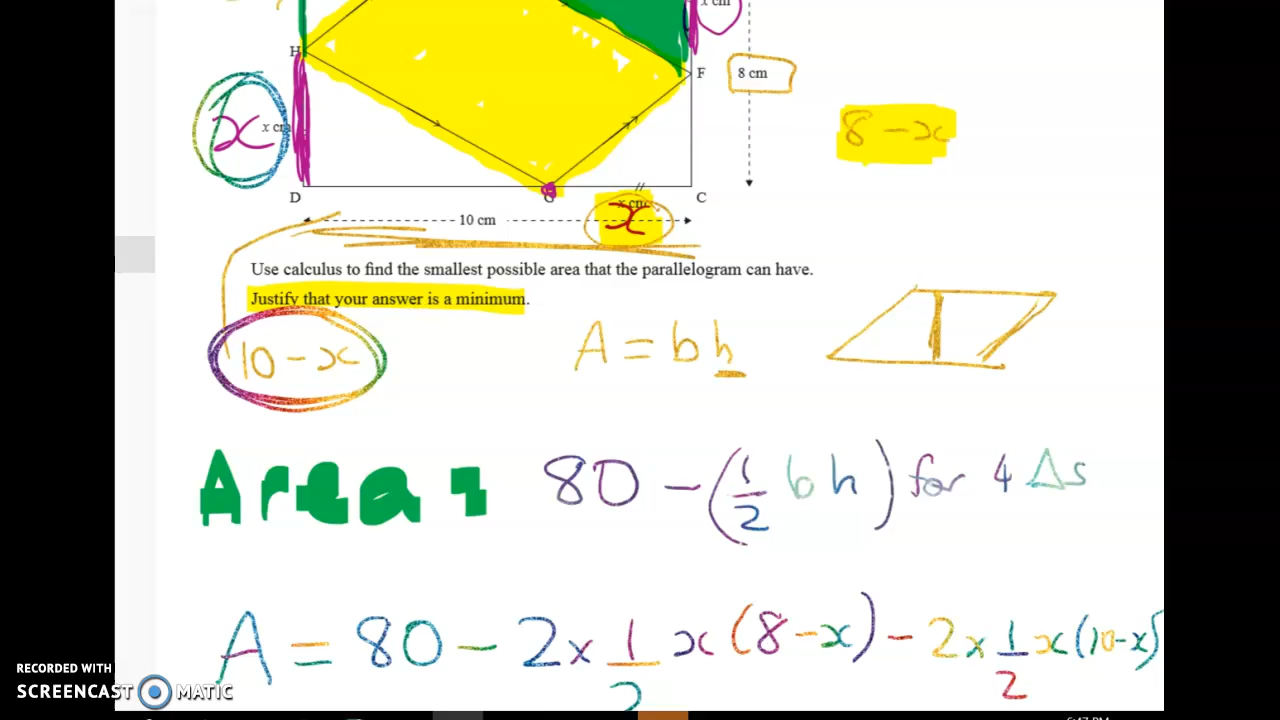 x cm
H
F
8 cm
8 - x
x
x cm
D
G
C
x cm
x
10 cm
Use calculus to find the smallest possible area that the parallelogram can have.
Justify that your answer is a minimum.
10 - x
A = bh
Area = 80 - (1/2 bh) for 4 Δs
A = 80 - 2 × 1/2 x (8 - x) - 2 × 1/2 x (10 - x)
RECORDED WITH
SCREENCAST MATIC